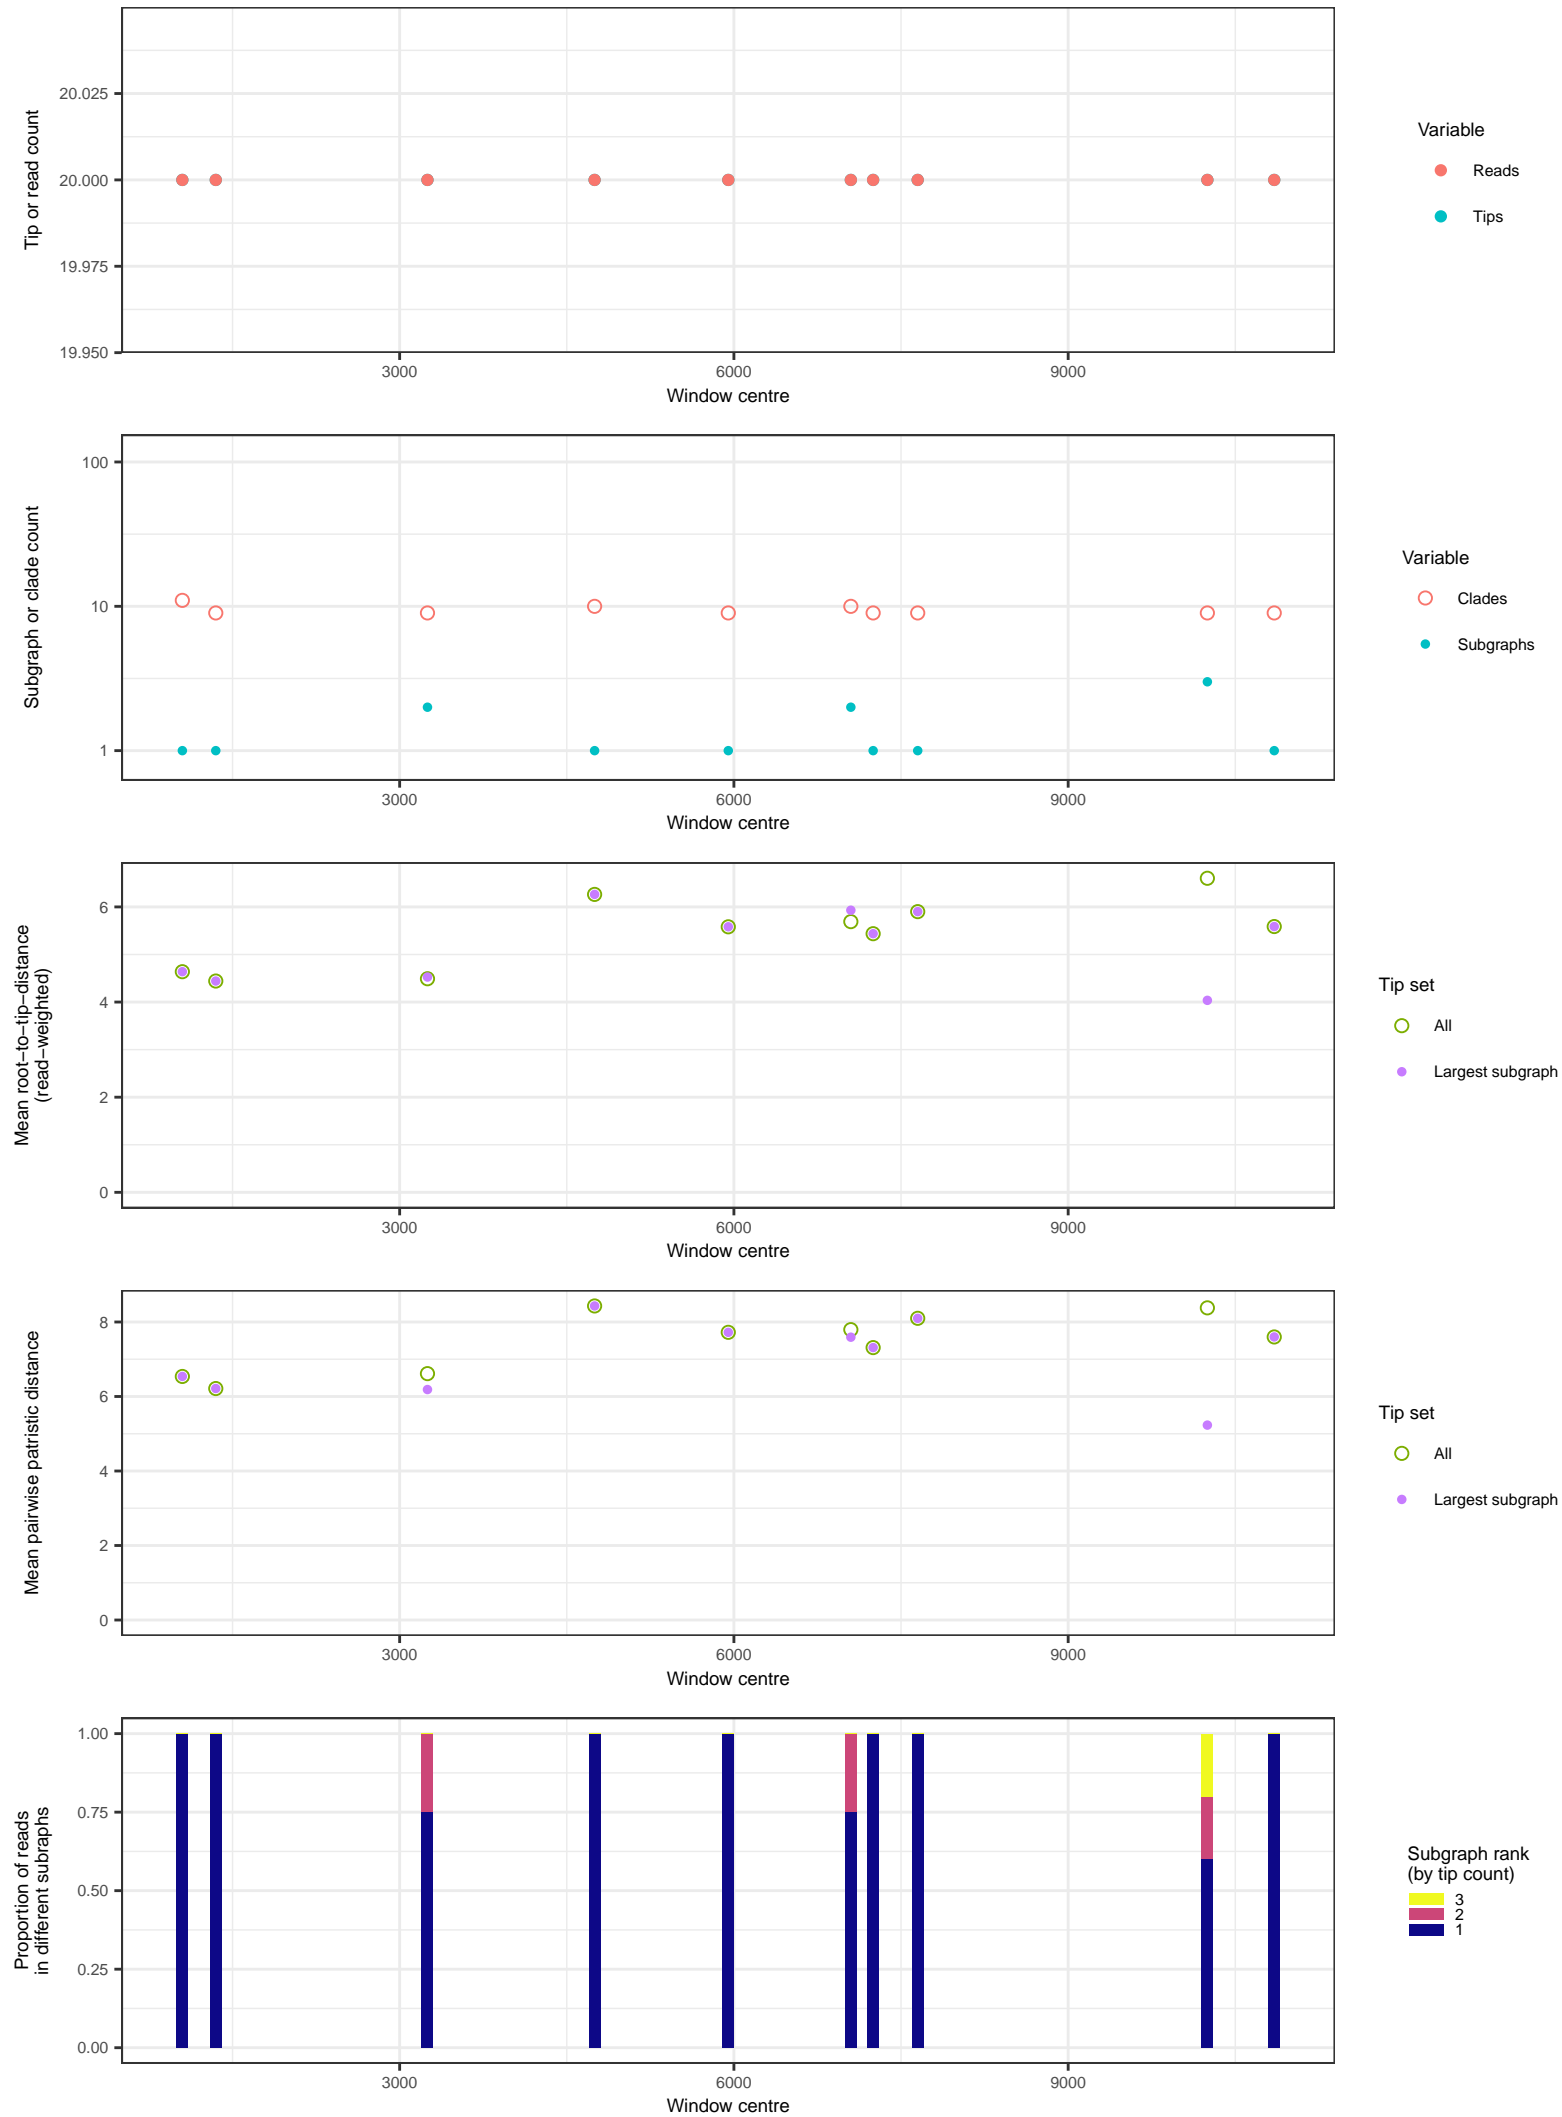 Tip or read count
20.025
20.000
19.975
19.950
3000
6000
9000
Window centre
Variable
Reads
Tips
Subgraph or clade count
100
10
1
3000
6000
9000
Window centre
Variable
Clades
Subgraphs
Mean root−to−tip−distance
(read−weighted)
6
4
2
0
3000
6000
9000
Window centre
Tip set
All
Largest subgraph
Mean pairwise patristic distance
8
6
4
2
0
3000
6000
9000
Window centre
Tip set
All
Largest subgraph
Proportion of reads
in different subraphs
1.00
0.75
0.50
0.25
0.00
3000
6000
9000
Window centre
Subgraph rank
(by tip count)
3
2
1